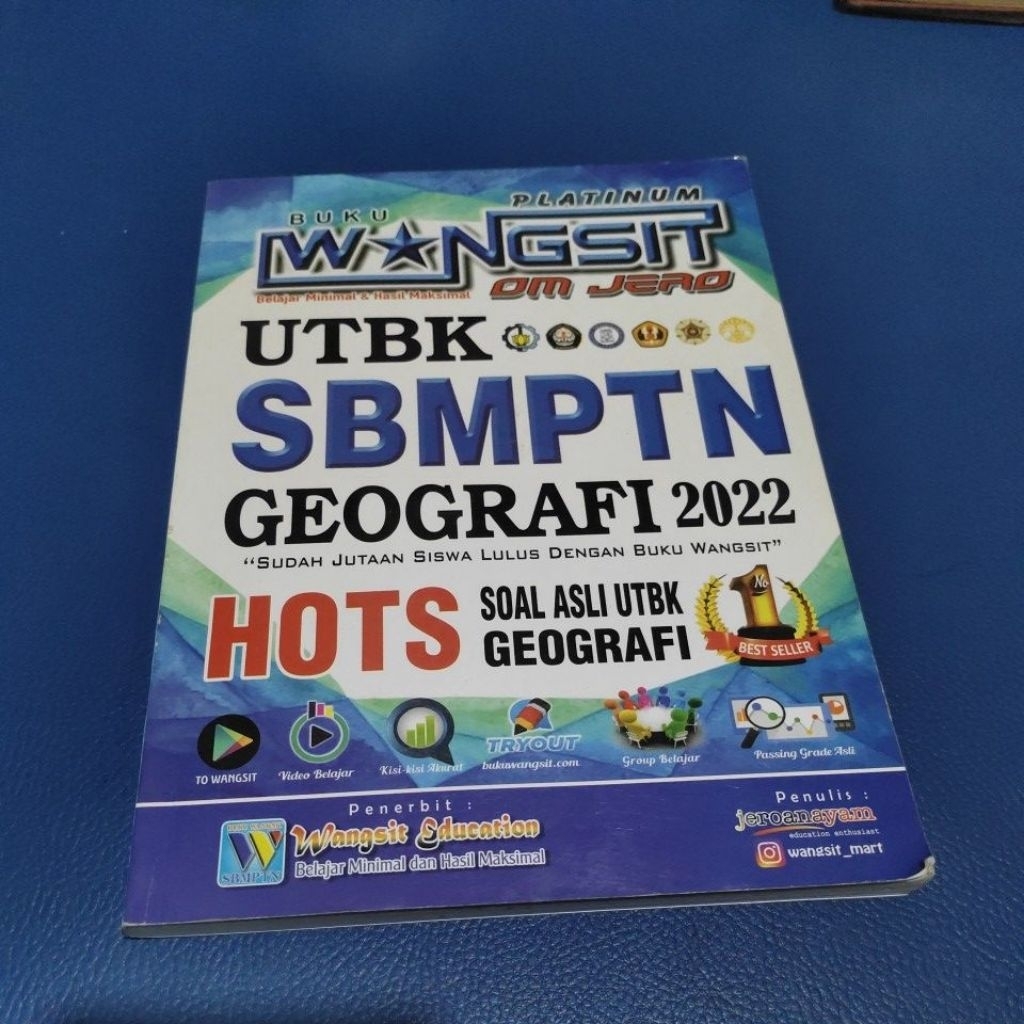 BUKU
PLATINUM
WANGSIT
Belajar Minimal & Hasil Maksimal
OM JERO
UTBK
SBMPTN
GEOGRAFI 2022
“SUDAH JUTAAN SISWA LULUS DENGAN BUKU WANGSIT”
HOTS
SOAL ASLI UTBK
GEOGRAFI
No
1
BEST SELLER
TO WANGSIT
Video Belajar
Kisi-kisi Akurat
TRYOUT
bukuwangsit.com
Group Belajar
Passing Grade Asli
Penerbit :
W
SBMPTN
Wangsit Education
Belajar Minimal dan Hasil Maksimal
Penulis :
jeroanayam
education enthusiast
wangsit_mart